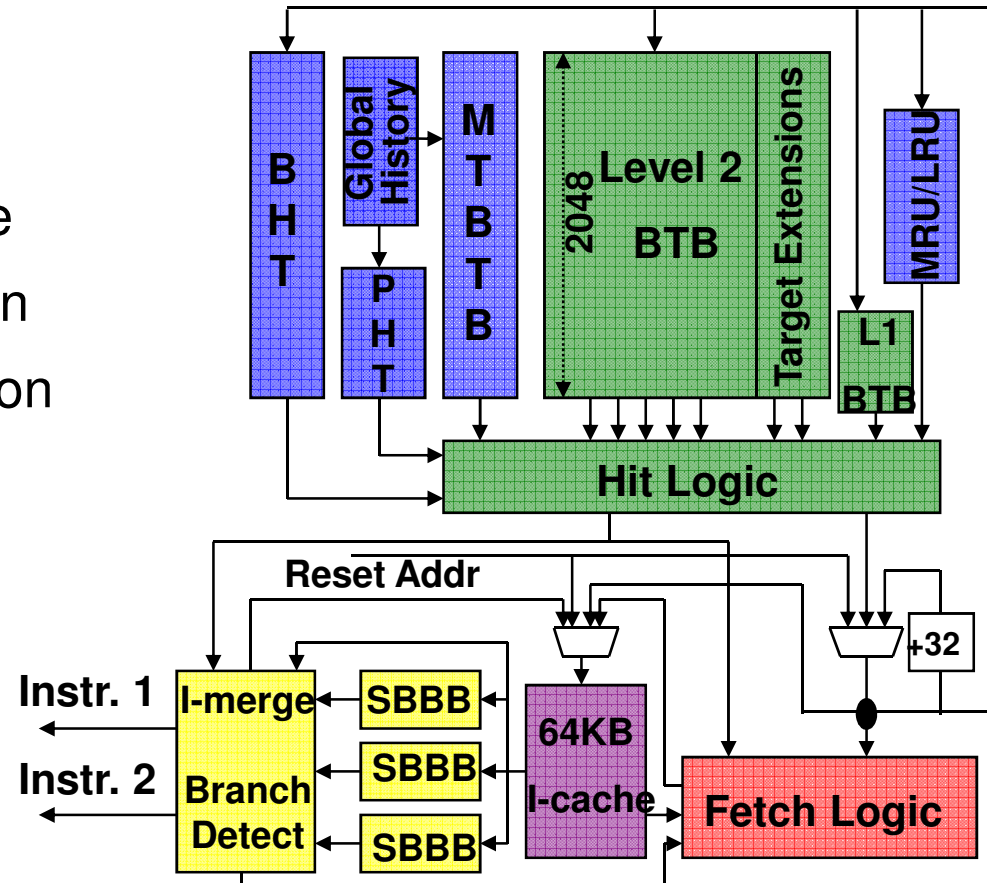 e
n
on
BHT
Global
History
PHT
MTBTB
2048
Level 2
BTB
Target Extensions
L1
BTB
MRU/LRU
Hit Logic
Reset Addr
+32
Instr. 1
Instr. 2
I-merge
Branch
Detect
SBBB
SBBB
SBBB
64KB
I-cache
Fetch Logic